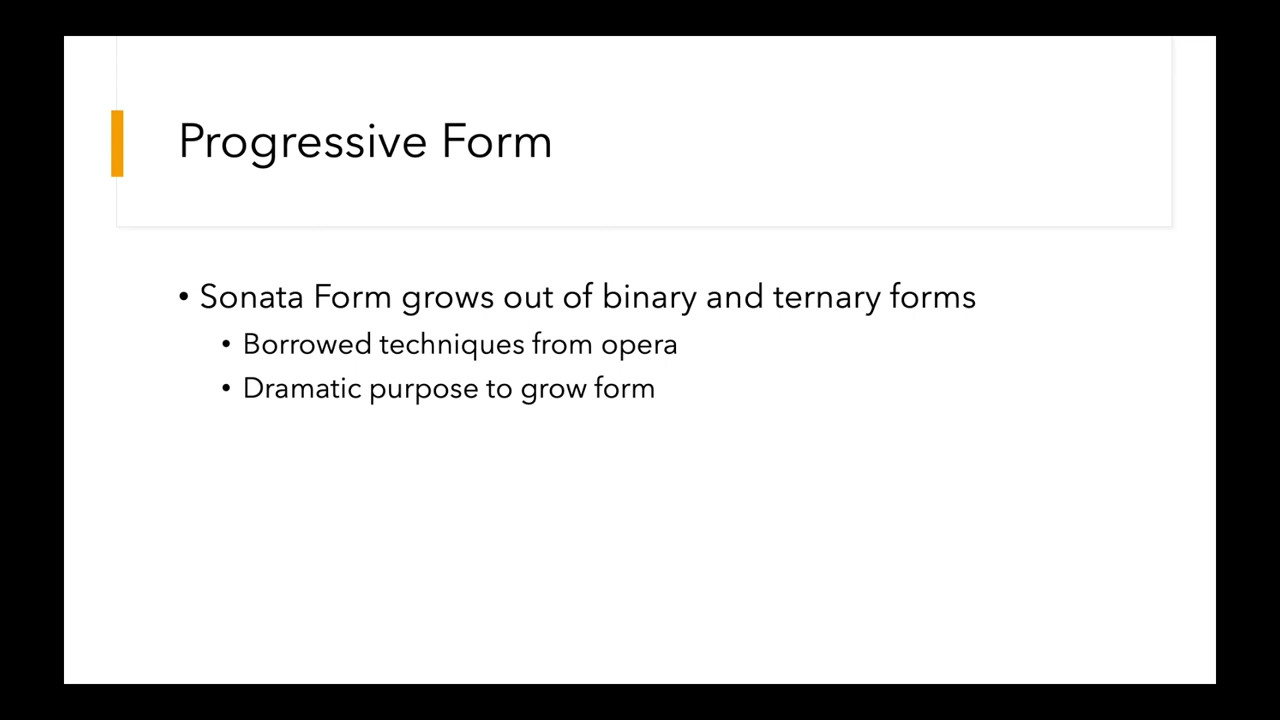 Progressive Form
• Sonata Form grows out of binary and ternary forms
• Borrowed techniques from opera
• Dramatic purpose to grow form